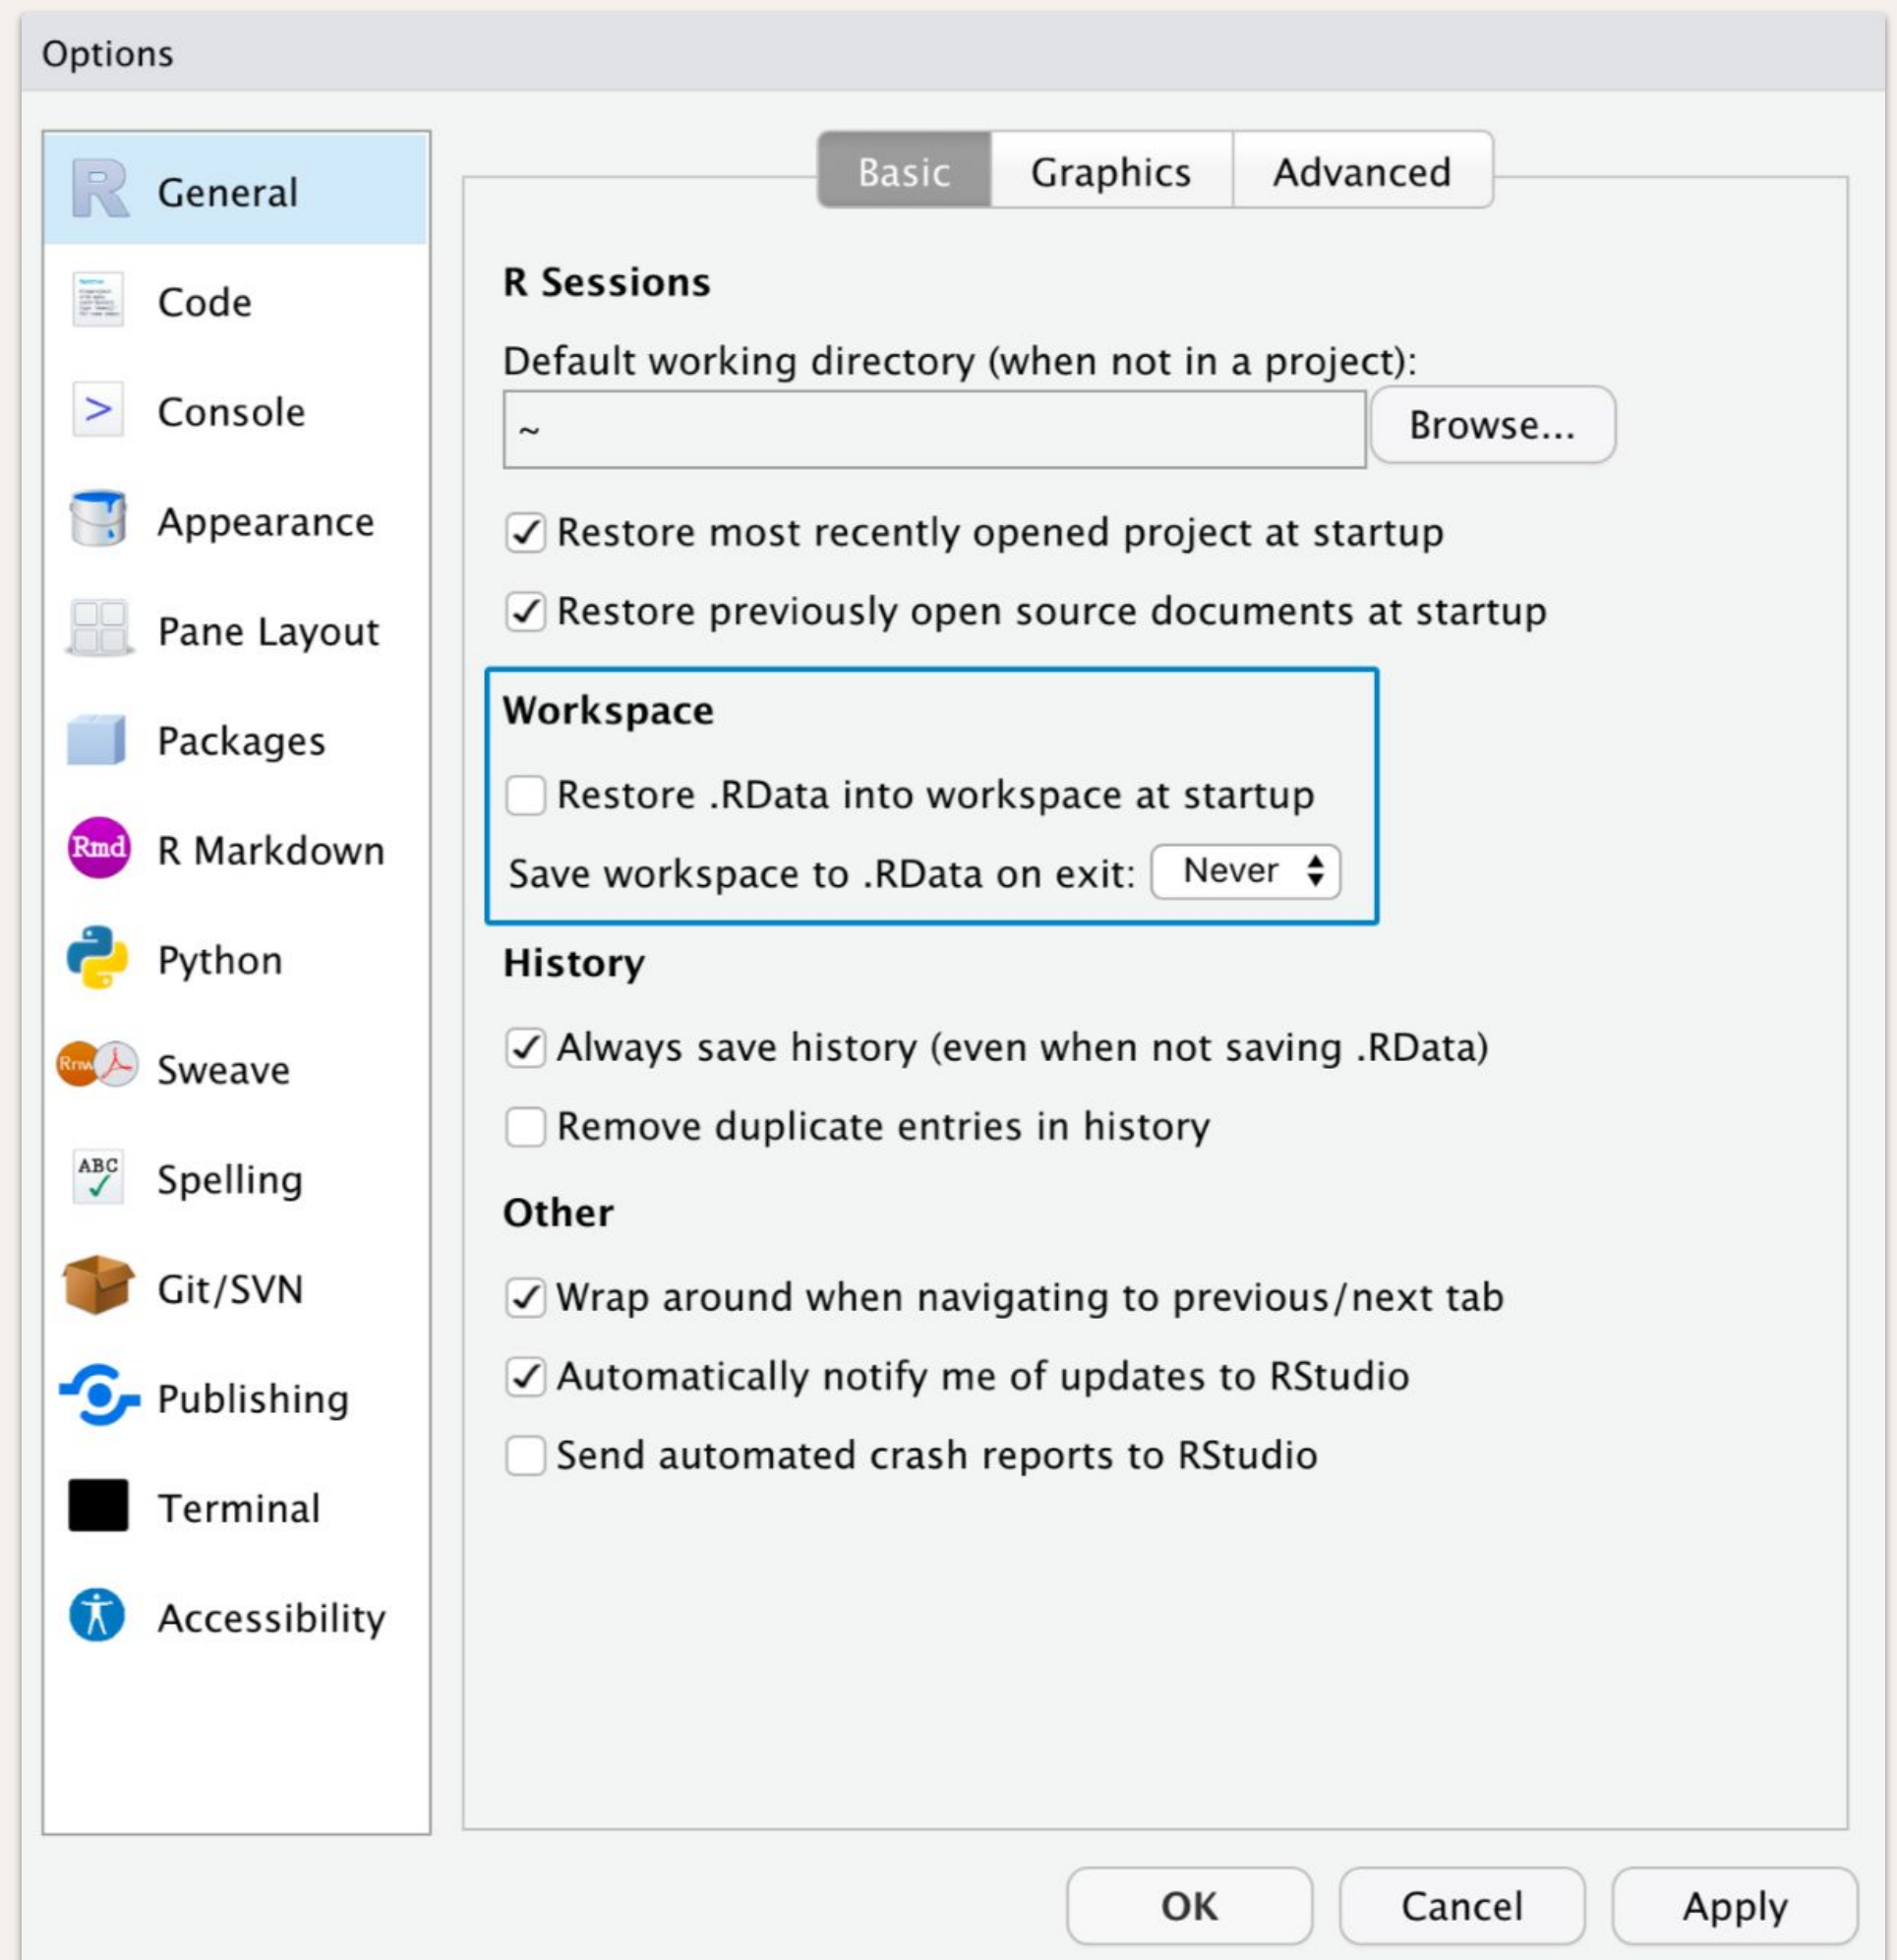 Options
General
Code
Console
Appearance
Pane Layout
Packages
Rmd R Markdown
Python
Rnw Sweave
ABC Spelling
Git/SVN
Publishing
Terminal
Accessibility
Basic Graphics Advanced
R Sessions
Default working directory (when not in a project):
~ Browse...
Restore most recently opened project at startup
Restore previously open source documents at startup
Workspace
Restore .RData into workspace at startup
Save workspace to .RData on exit: Never
History
Always save history (even when not saving .RData)
Remove duplicate entries in history
Other
Wrap around when navigating to previous/next tab
Automatically notify me of updates to RStudio
Send automated crash reports to RStudio
OK Cancel Apply